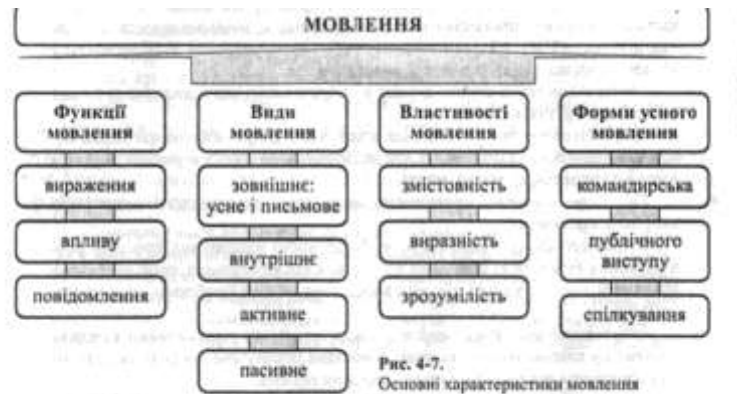 МОВЛЕННЯ
Функції
мовлення
вираження
впливу
повідомлення
Види
мовлення
зовнішнє:
усне і письмове
внутрішнє
активне
пасивне
Властивості
мовлення
змістовність
виразність
зрозумілість
Форми усного
мовлення
командирська
публічного
виступу
спілкування
Рис. 4-7.
Основні характеристики мовлення